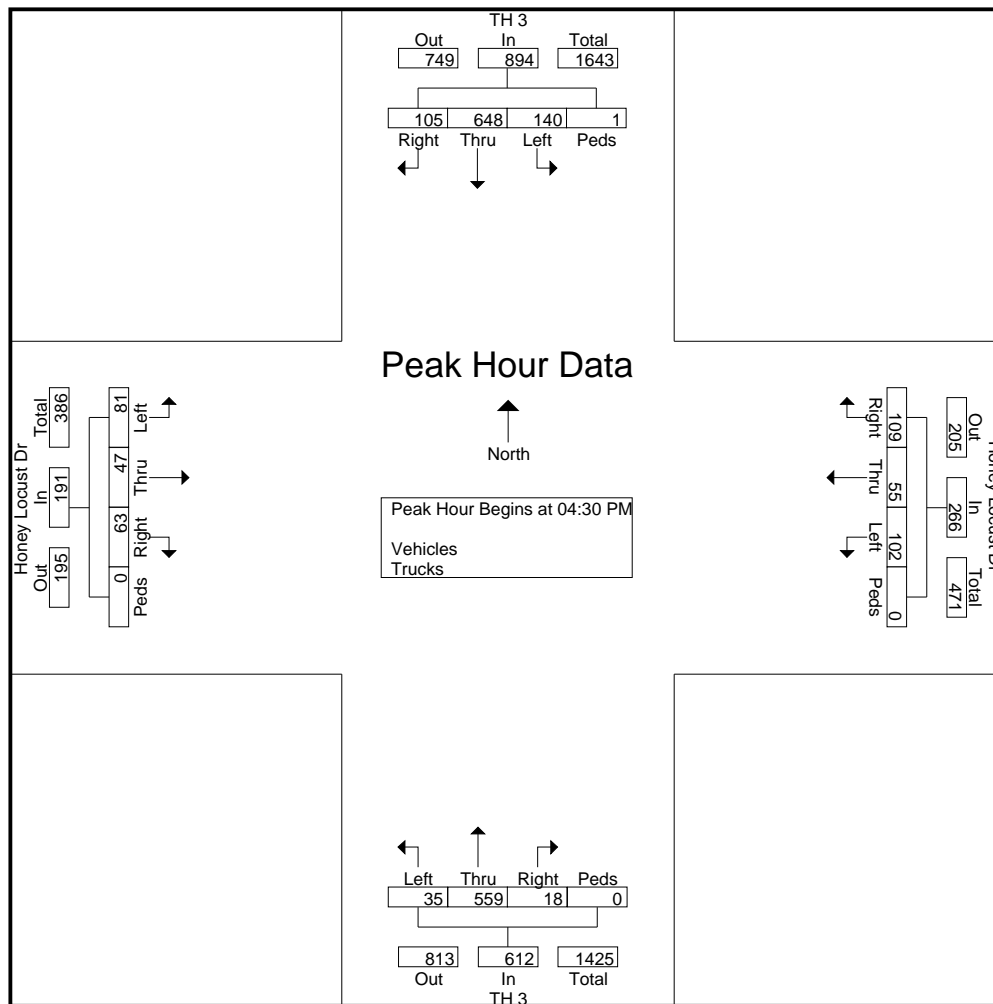 TH 3
Out In Total
749 894 1643
105 648 140 1
Right Thru Left Peds
Peak Hour Data
North
Peak Hour Begins at 04:30 PM
Vehicles
Trucks
Honey Locust Dr
Total In Out
386 191 195
81 47 63 0
Left Thru Right Peds
Right Thru Left Peds
109 55 102 0
Out In Total
205 266 471
Honey Locust Dr
Left Thru Right Peds
35 559 18 0
813 612 1425
Out In Total
TH 3